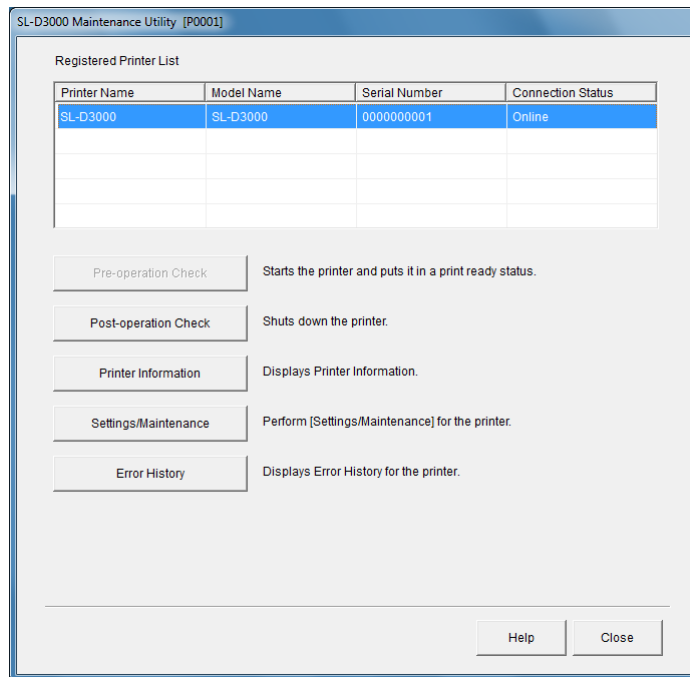 SL-D3000 Maintenance Utility [P0001]
Registered Printer List
Printer Name Model Name Serial Number Connection Status
SL-D3000 SL-D3000 0000000001 Online
Pre-operation Check Starts the printer and puts it in a print ready status.
Post-operation Check Shuts down the printer.
Printer Information Displays Printer Information.
Settings/Maintenance Perform [Settings/Maintenance] for the printer.
Error History Displays Error History for the printer.
Help Close